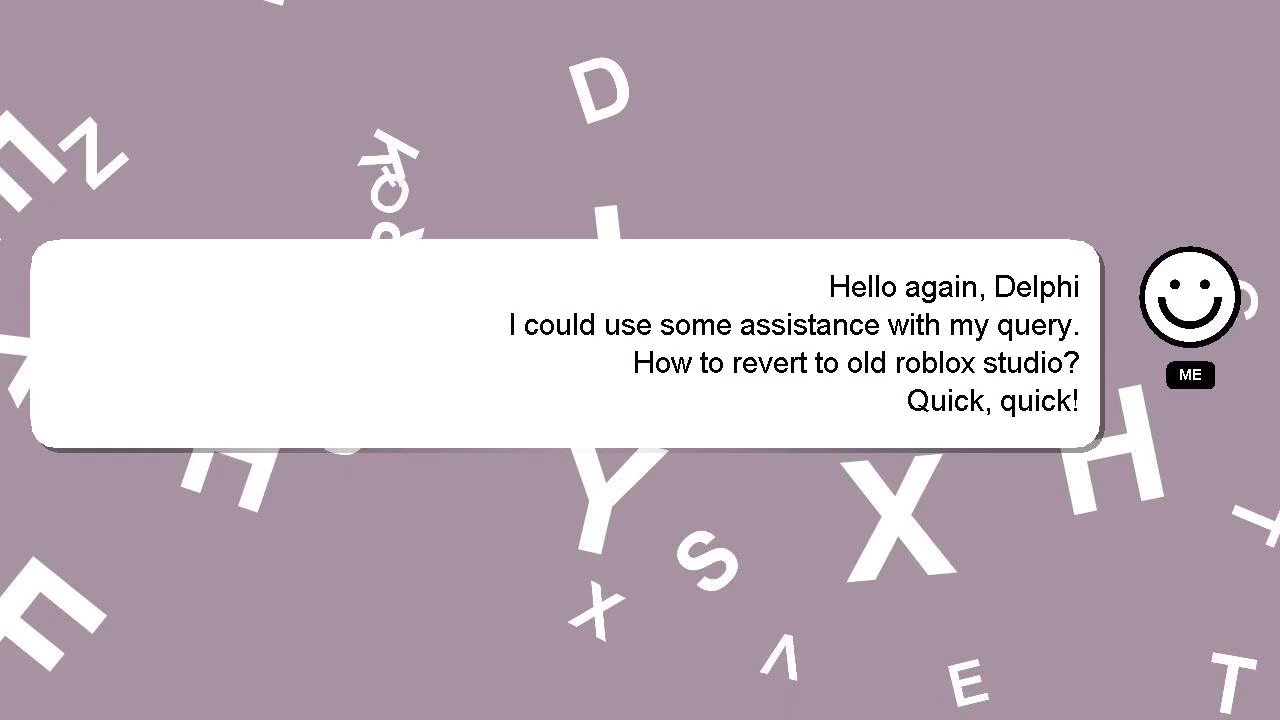 Hello again, Delphi
I could use some assistance with my query.
How to revert to old roblox studio?
Quick, quick!
ME
D
Z
K
H
Y
X
H
S
X
V
E
T